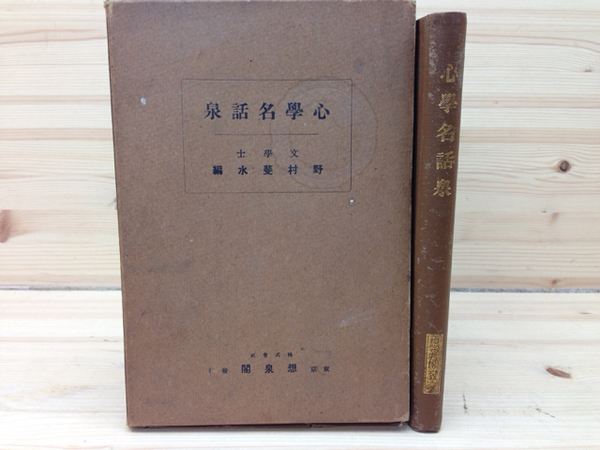 心學名話泉
文學士
野村斐水編
株式會社
東京 想泉閣 發行
心學名話泉